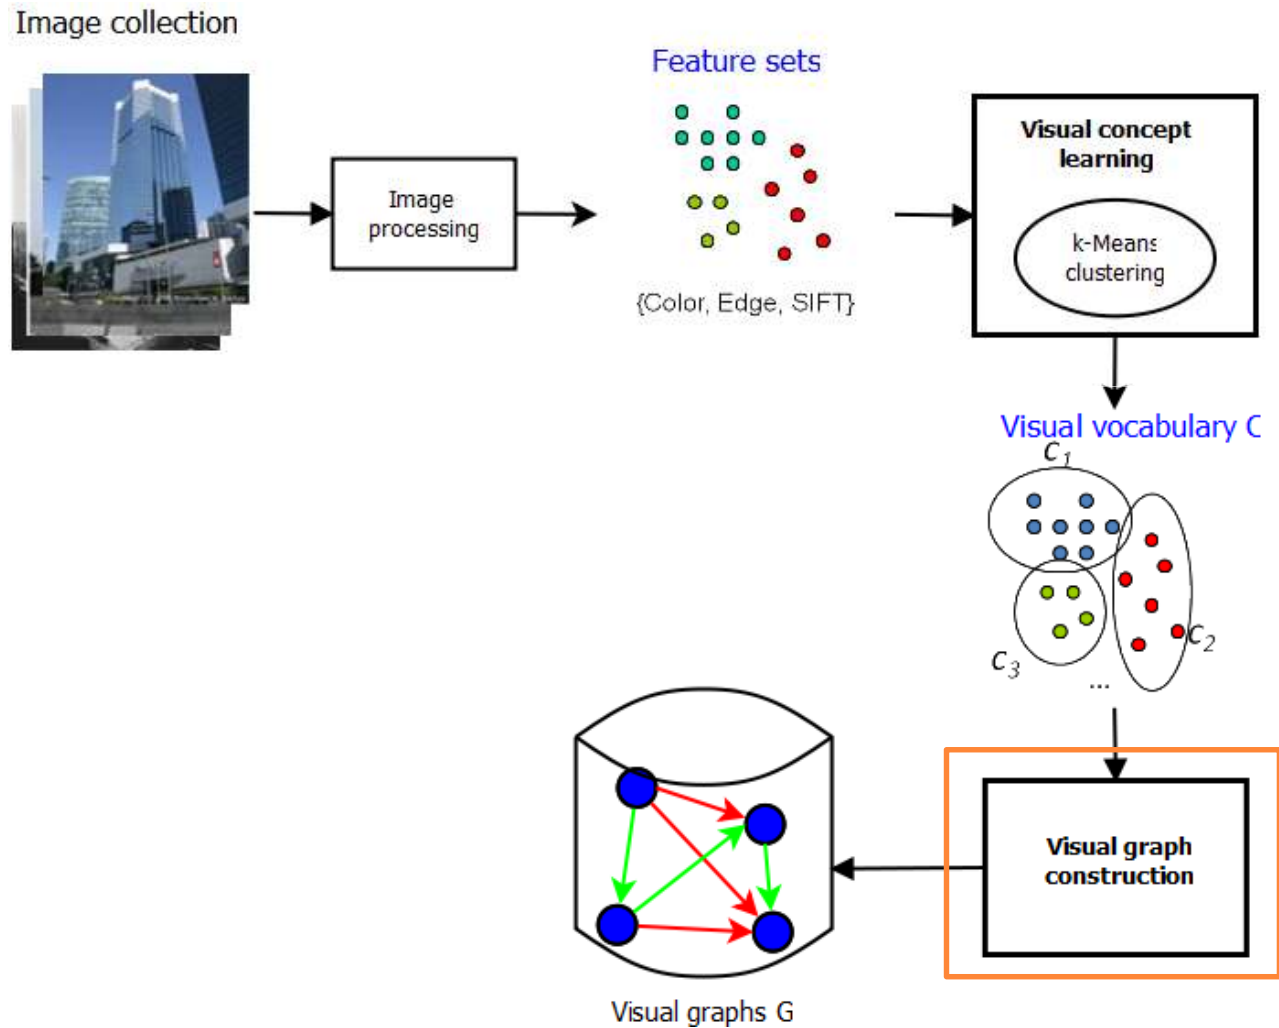 Image collection
Feature sets
Image
processing
{Color, Edge, SIFT}
Visual concept
learning
k-Means
clustering
Visual vocabulary C
c1
c2
c3
...
Visual graph
construction
Visual graphs G